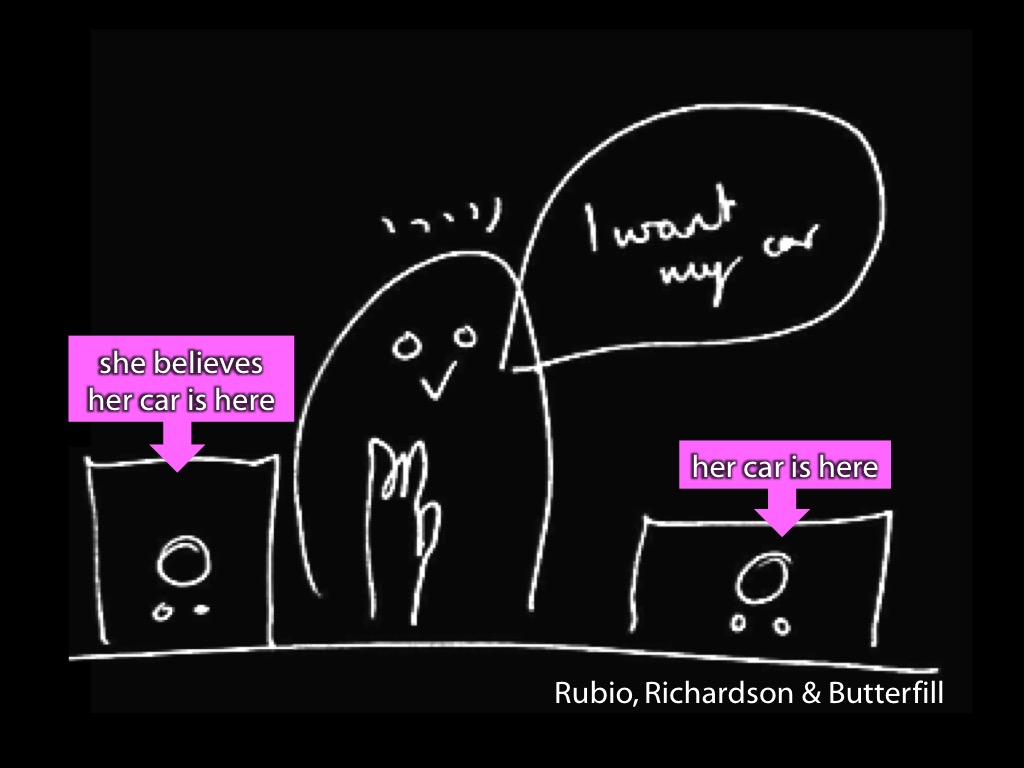 I want
my car
she believes
her car is here
her car is here
Rubio, Richardson & Butterfill